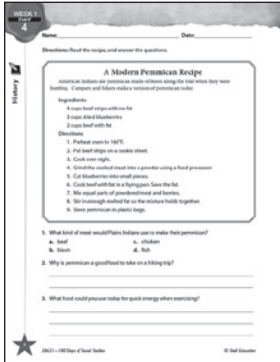 WEEK 1
DAY
4
Name: Date:
Directions: Read the recipe, and answer the questions.
History
A Modern Pemmican Recipe
American Indians ate pemmican made of bison along the trail when they were
hunting. Campers and hikers make a version of pemmican today.
Ingredients
4 cups beef strips with no fat
3 cups dried blueberries
2 cups beef with fat
Directions
1. Preheat oven to 160°F.
2. Put beef strips on a cookie sheet.
3. Cook over night.
4. Grind the cooked meat into a powder using a food processor.
5. Cut blueberries into small pieces.
6. Cook beef with fat in a frying pan. Save the fat.
7. Mix equal parts of powdered meat and berries.
8. Stir in enough melted fat so the mixture holds together.
9. Store pemmican in plastic bags.
1. What kind of meat would Plains Indians use to make their pemmican?
a. beef c. chicken
b. bison d. fish
2. Why is pemmican a good food to take on a hiking trip?
3. What food could you use today for quick energy when exercising?
—180 Days of Social Studies © Shell Education